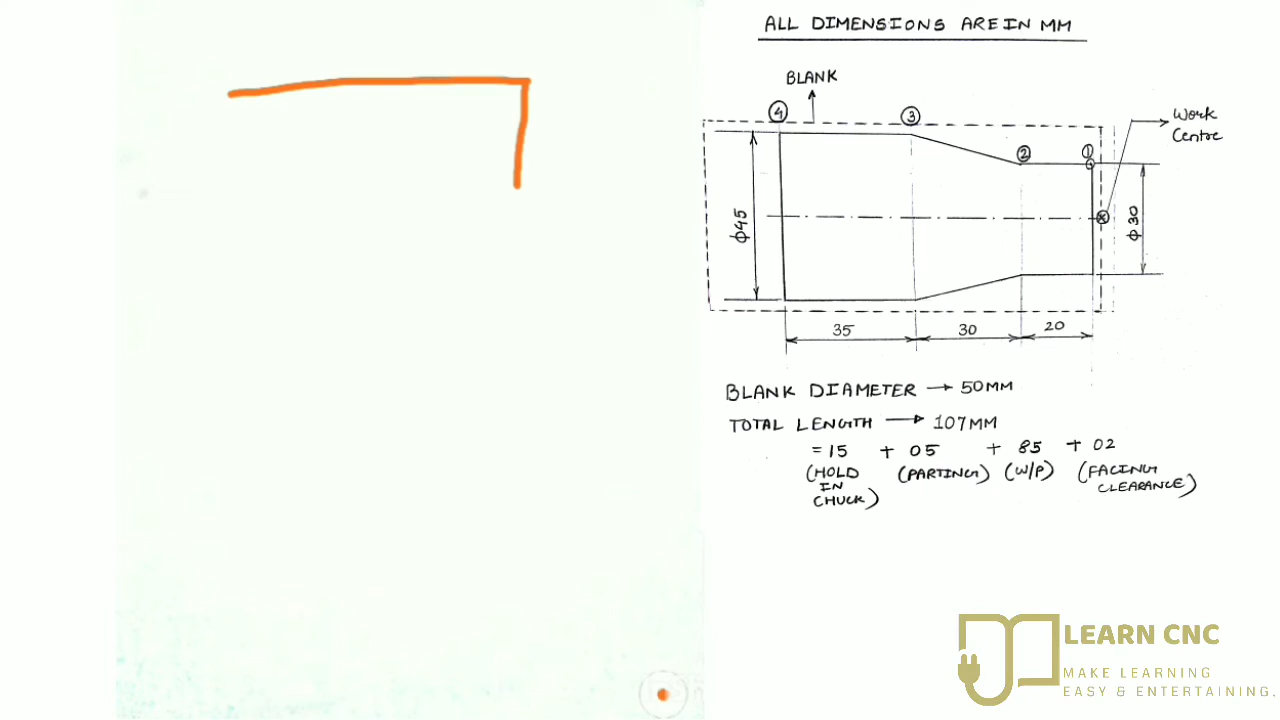 ALL DIMENSIONS ARE IN MM
BLANK
4
3
2
1
Work
Centre
ϕ45
ϕ30
35
30
20
BLANK DIAMETER → 50MM
TOTAL LENGTH → 107MM
= 15 + 05 + 85 + 02
(HOLD IN CHUCK) (PARTING) (W/P) (FACING CLEARANCE)
LEARN CNC
MAKE LEARNING
EASY & ENTERTAINING.